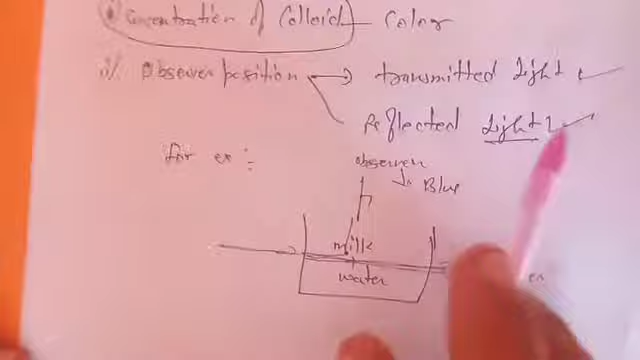 i) Concentration of Colloid — Color
ii) Observer position → transmitted Light
Reflected Light
for ex :-
observer
Blue
milk
water